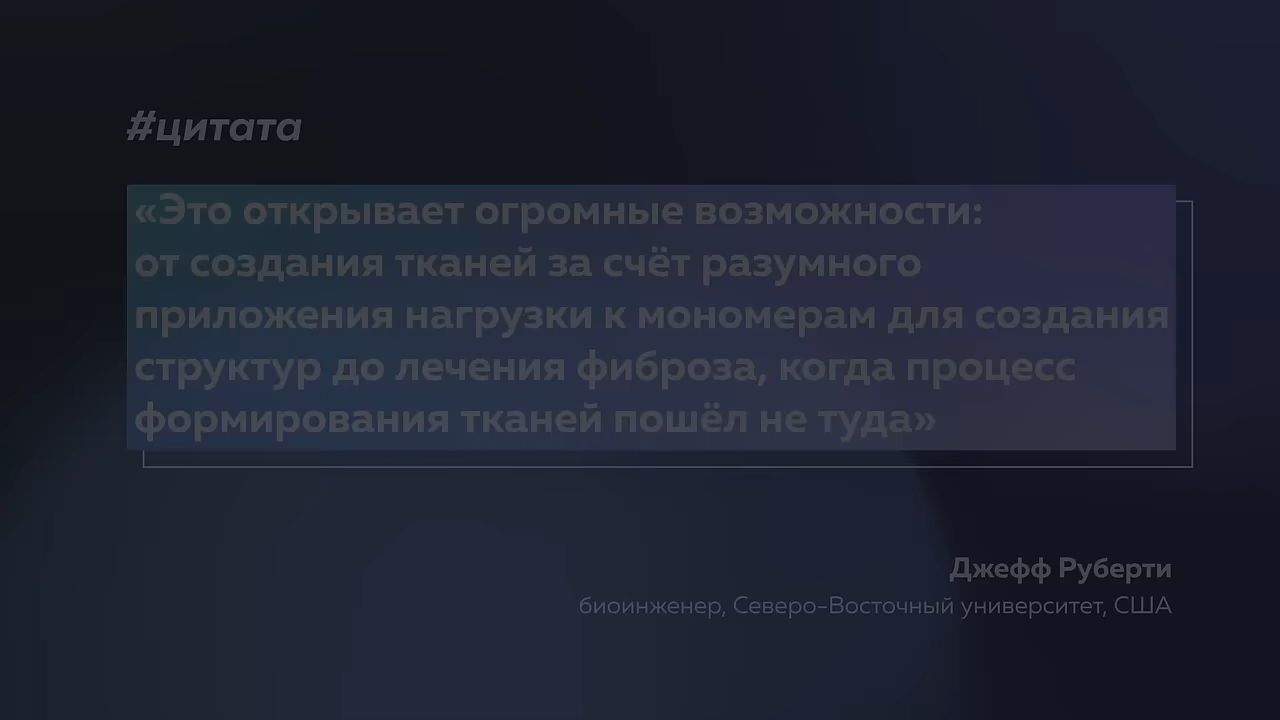 #цитата
«Это открывает огромные возможности:
от создания тканей за счёт разумного
приложения нагрузки к мономерам для создания
структур до лечения фиброза, когда процесс
формирования тканей пошёл не туда»
Джефф Руберти
биоинженер, Северо-Восточный университет, США